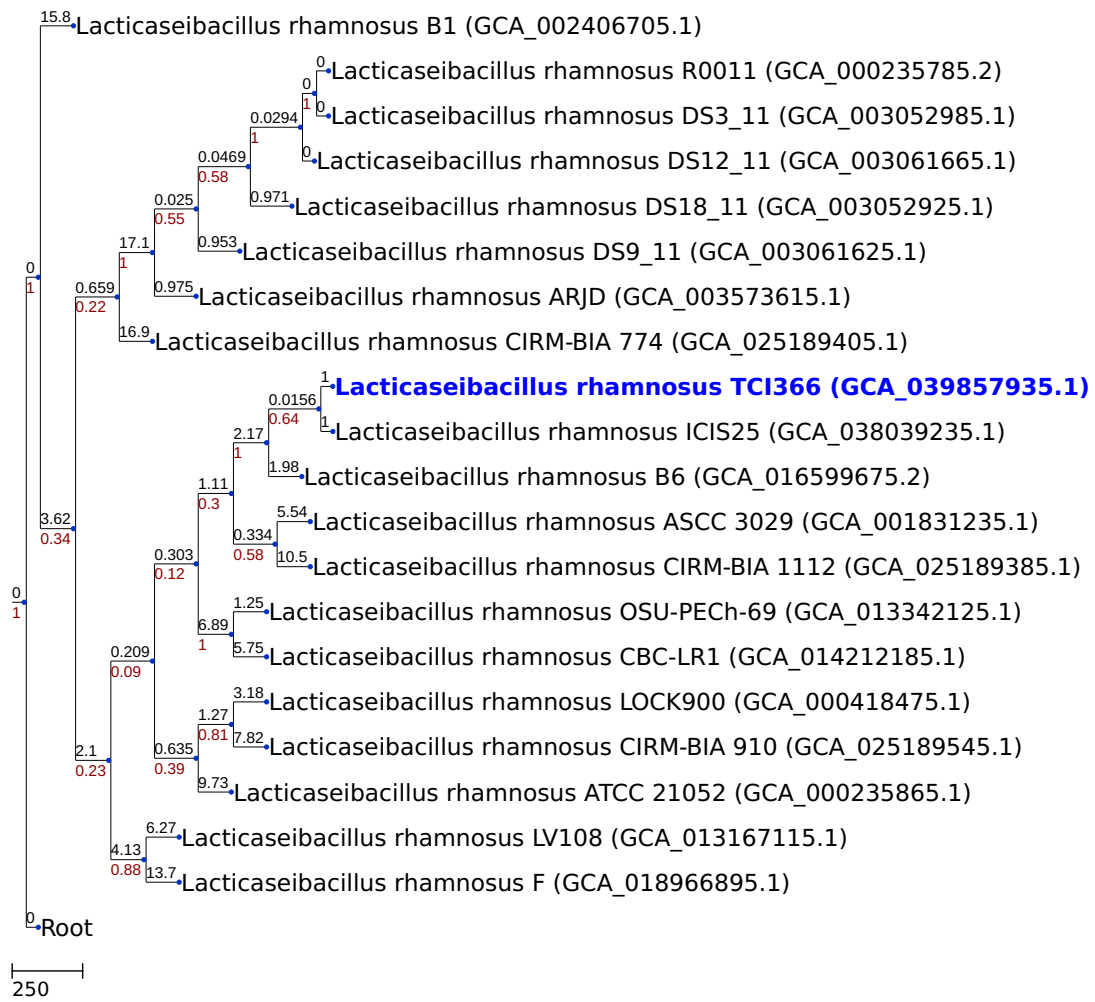 15.8 Lacticaseibacillus rhamnosus B1 (GCA_002406705.1)
0 Lacticaseibacillus rhamnosus R0011 (GCA_000235785.2)
0
1
0 Lacticaseibacillus rhamnosus DS3_11 (GCA_003052985.1)
0.0294
1
0 Lacticaseibacillus rhamnosus DS12_11 (GCA_003061665.1)
0.0469
0.58
0.971 Lacticaseibacillus rhamnosus DS18_11 (GCA_003052925.1)
0.025
0.55
0.953 Lacticaseibacillus rhamnosus DS9_11 (GCA_003061625.1)
17.1
1
0.975 Lacticaseibacillus rhamnosus ARJD (GCA_003573615.1)
0
1
0.659
0.22
16.9 Lacticaseibacillus rhamnosus CIRM-BIA 774 (GCA_025189405.1)
1 Lacticaseibacillus rhamnosus TCI366 (GCA_039857935.1)
0.0156
0.64
1 Lacticaseibacillus rhamnosus ICIS25 (GCA_038039235.1)
2.17
1
1.98 Lacticaseibacillus rhamnosus B6 (GCA_016599675.2)
1.11
0.3
5.54 Lacticaseibacillus rhamnosus ASCC 3029 (GCA_001831235.1)
3.62
0.34
0.334
0.58
10.5 Lacticaseibacillus rhamnosus CIRM-BIA 1112 (GCA_025189385.1)
0.303
0.12
0
1
1.25 Lacticaseibacillus rhamnosus OSU-PECh-69 (GCA_013342125.1)
6.89
1
5.75 Lacticaseibacillus rhamnosus CBC-LR1 (GCA_014212185.1)
0.209
0.09
3.18 Lacticaseibacillus rhamnosus LOCK900 (GCA_000418475.1)
1.27
0.81
7.82 Lacticaseibacillus rhamnosus CIRM-BIA 910 (GCA_025189545.1)
2.1
0.23
0.635
0.39
9.73 Lacticaseibacillus rhamnosus ATCC 21052 (GCA_000235865.1)
6.27 Lacticaseibacillus rhamnosus LV108 (GCA_013167115.1)
4.13
0.88
13.7 Lacticaseibacillus rhamnosus F (GCA_018966895.1)
0 Root
250